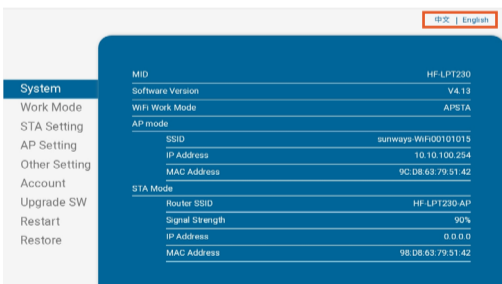 中文 | English
System
Work Mode
STA Setting
AP Setting
Other Setting
Account
Upgrade SW
Restart
Restore
MID HF-LPT230
Software Version V4.13
WiFi Work Mode APSTA
AP mode
SSID sunways-WiFi00101015
IP Address 10.10.100.254
MAC Address 9C:D8:63:79:51:42
STA Mode
Router SSID HF-LPT230-AP
Signal Strength 90%
IP Address 0.0.0.0
MAC Address 98:D8:63:79:51:42